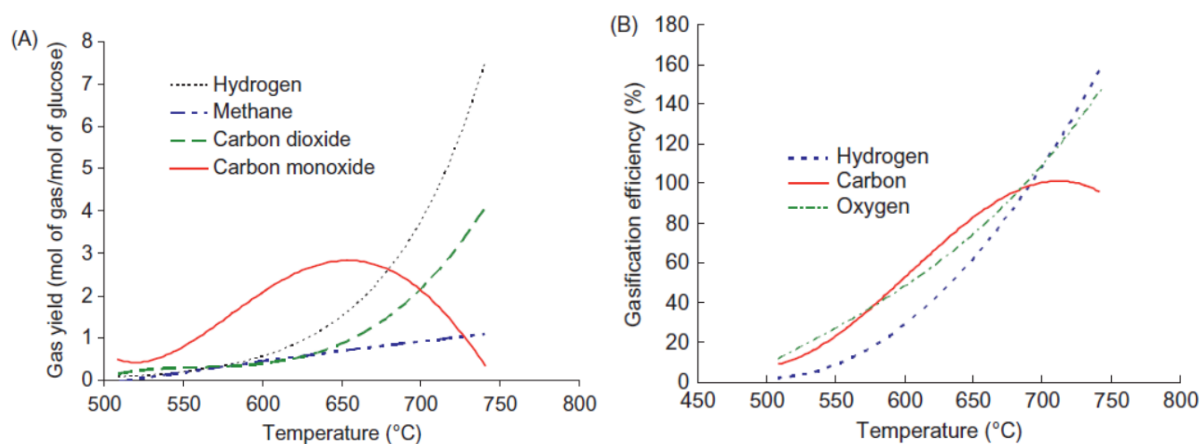 (A)
Gas yield (mol of gas/mol of glucose)
8
7
6
5
4
3
2
1
0
Hydrogen
Methane
Carbon dioxide
Carbon monoxide
500 550 600 650 700 750 800
Temperature (°C)
(B)
Gasification efficiency (%)
180
160
140
120
100
80
60
40
20
0
Hydrogen
Carbon
Oxygen
450 500 550 600 650 700 750 800
Temperature (°C)